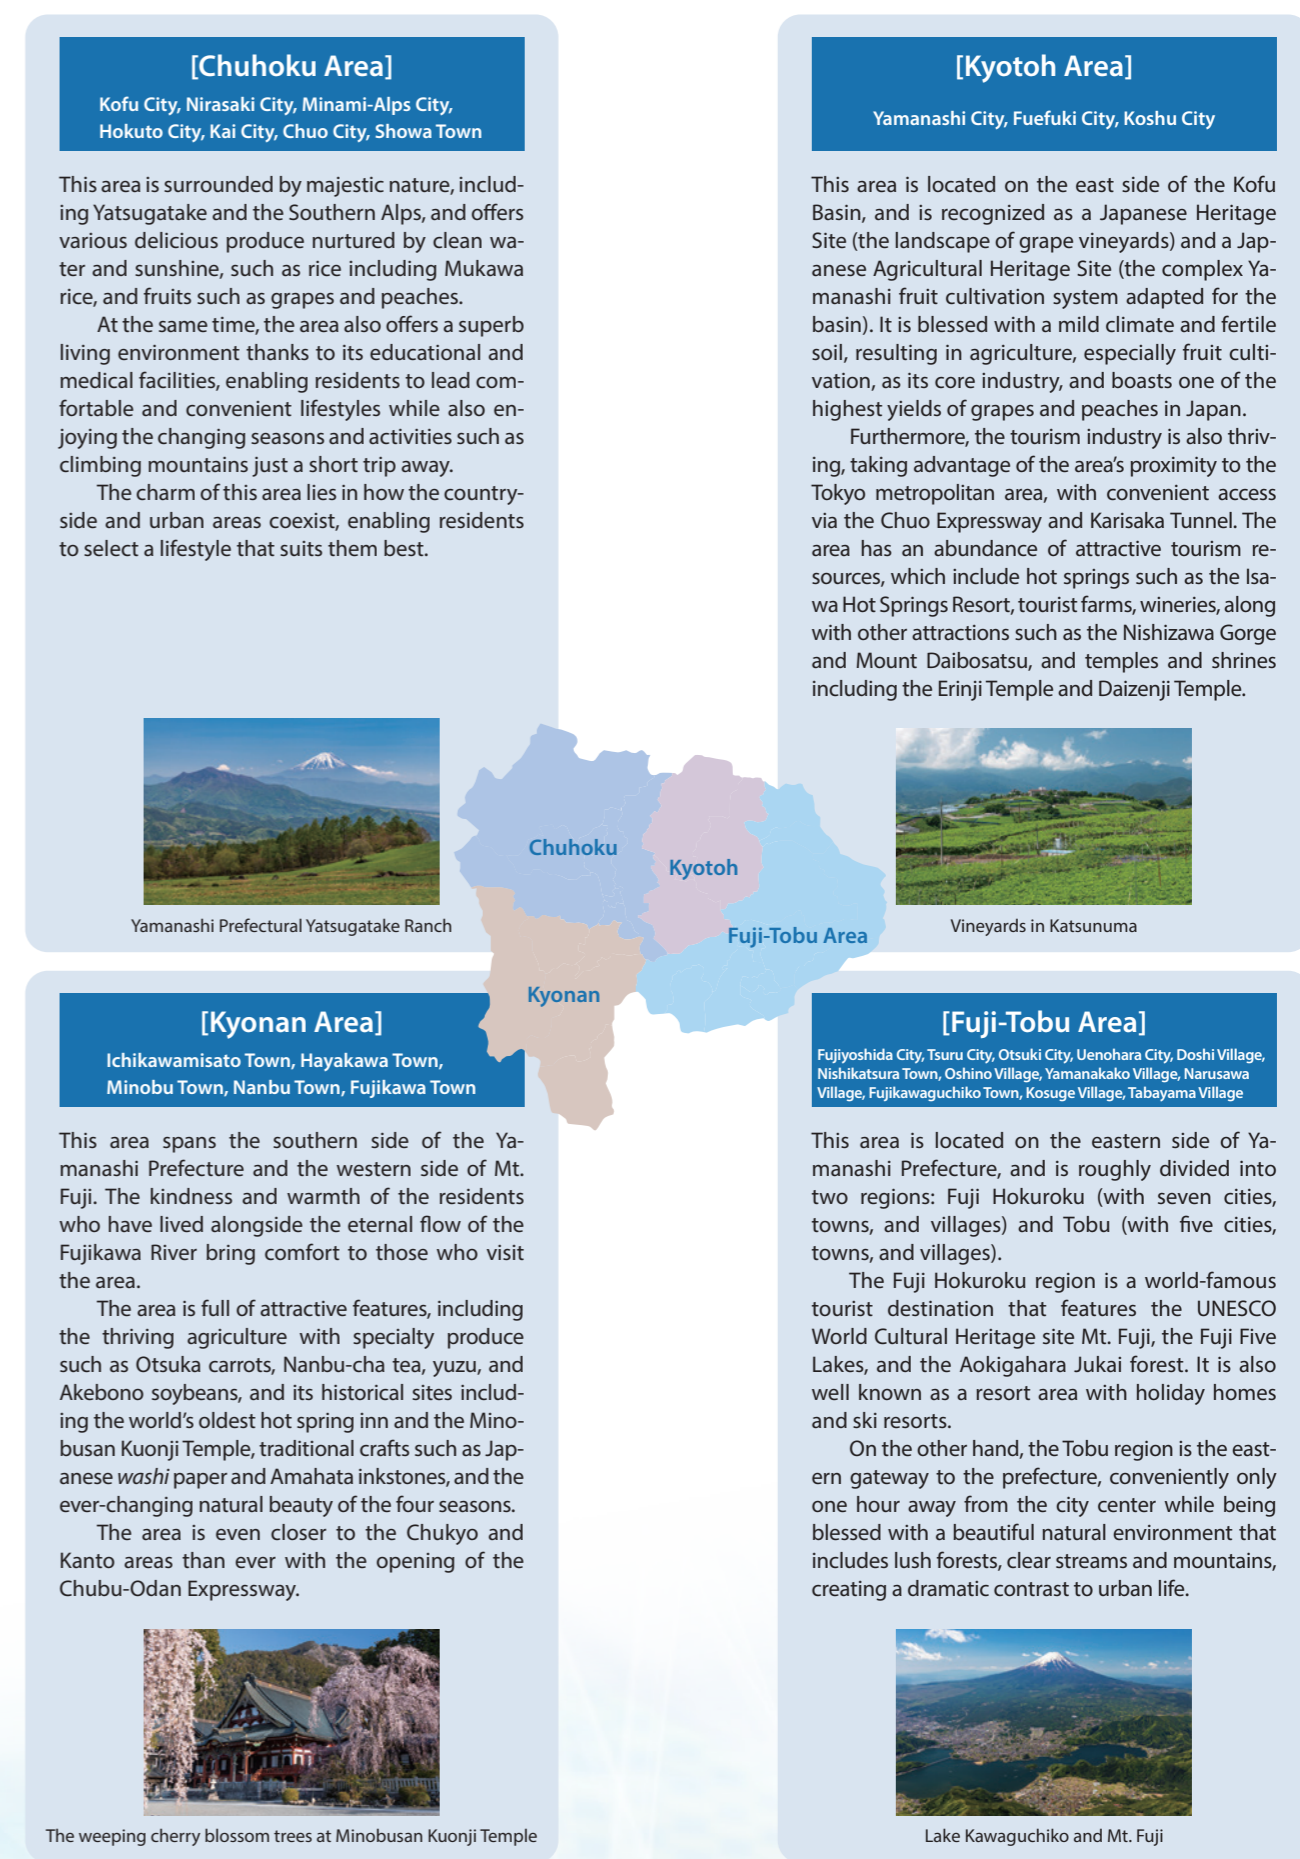 [Chuhoku Area]
Kofu City, Nirasaki City, Minami-Alps City,
Hokuto City, Kai City, Chuo City, Showa Town
This area is surrounded by majestic nature, includ-
ing Yatsugatake and the Southern Alps, and offers
various delicious produce nurtured by clean wa-
ter and sunshine, such as rice including Mukawa
rice, and fruits such as grapes and peaches.
At the same time, the area also offers a superb
living environment thanks to its educational and
medical facilities, enabling residents to lead com-
fortable and convenient lifestyles while also en-
joying the changing seasons and activities such as
climbing mountains just a short trip away.
The charm of this area lies in how the country-
side and urban areas coexist, enabling residents
to select a lifestyle that suits them best.
Yamanashi Prefectural Yatsugatake Ranch
[Kyotoh Area]
Yamanashi City, Fuefuki City, Koshu City
This area is located on the east side of the Kofu
Basin, and is recognized as a Japanese Heritage
Site (the landscape of grape vineyards) and a Jap-
anese Agricultural Heritage Site (the complex Ya-
manashi fruit cultivation system adapted for the
basin). It is blessed with a mild climate and fertile
soil, resulting in agriculture, especially fruit culti-
vation, as its core industry, and boasts one of the
highest yields of grapes and peaches in Japan.
Furthermore, the tourism industry is also thriv-
ing, taking advantage of the area's proximity to the
Tokyo metropolitan area, with convenient access
via the Chuo Expressway and Karisaka Tunnel. The
area has an abundance of attractive tourism re-
sources, which include hot springs such as the Isa-
wa Hot Springs Resort, tourist farms, wineries, along
with other attractions such as the Nishizawa Gorge
and Mount Daibosatsu, and temples and shrines
including the Erinji Temple and Daizenji Temple.
Vineyards in Katsunuma
Chuhoku
Kyotoh
Fuji-Tobu Area
Kyonan
[Kyonan Area]
Ichikawamisato Town, Hayakawa Town,
Minobu Town, Nanbu Town, Fujikawa Town
This area spans the southern side of the Ya-
manashi Prefecture and the western side of Mt.
Fuji. The kindness and warmth of the residents
who have lived alongside the eternal flow of the
Fujikawa River bring comfort to those who visit
the area.
The area is full of attractive features, including
the thriving agriculture with specialty produce
such as Otsuka carrots, Nanbu-cha tea, yuzu, and
Akebono soybeans, and its historical sites includ-
ing the world's oldest hot spring inn and the Mino-
busan Kuonji Temple, traditional crafts such as Jap-
anese washi paper and Amahata inkstones, and the
ever-changing natural beauty of the four seasons.
The area is even closer to the Chukyo and
Kanto areas than ever with the opening of the
Chubu-Odan Expressway.
The weeping cherry blossom trees at Minobusan Kuonji Temple
[Fuji-Tobu Area]
Fujiyoshida City, Tsuru City, Otsuki City, Uenohara City, Doshi Village,
Nishikatsura Town, Oshino Village, Yamanakako Village, Narusawa
Village, Fujikawaguchiko Town, Kosuge Village, Tabayama Village
This area is located on the eastern side of Ya-
manashi Prefecture, and is roughly divided into
two regions: Fuji Hokuroku (with seven cities,
towns, and villages) and Tobu (with five cities,
towns, and villages).
The Fuji Hokuroku region is a world-famous
tourist destination that features the UNESCO
World Cultural Heritage site Mt. Fuji, the Fuji Five
Lakes, and the Aokigahara Jukai forest. It is also
well known as a resort area with holiday homes
and ski resorts.
On the other hand, the Tobu region is the east-
ern gateway to the prefecture, conveniently only
one hour away from the city center while being
blessed with a beautiful natural environment that
includes lush forests, clear streams and mountains,
creating a dramatic contrast to urban life.
Lake Kawaguchiko and Mt. Fuji